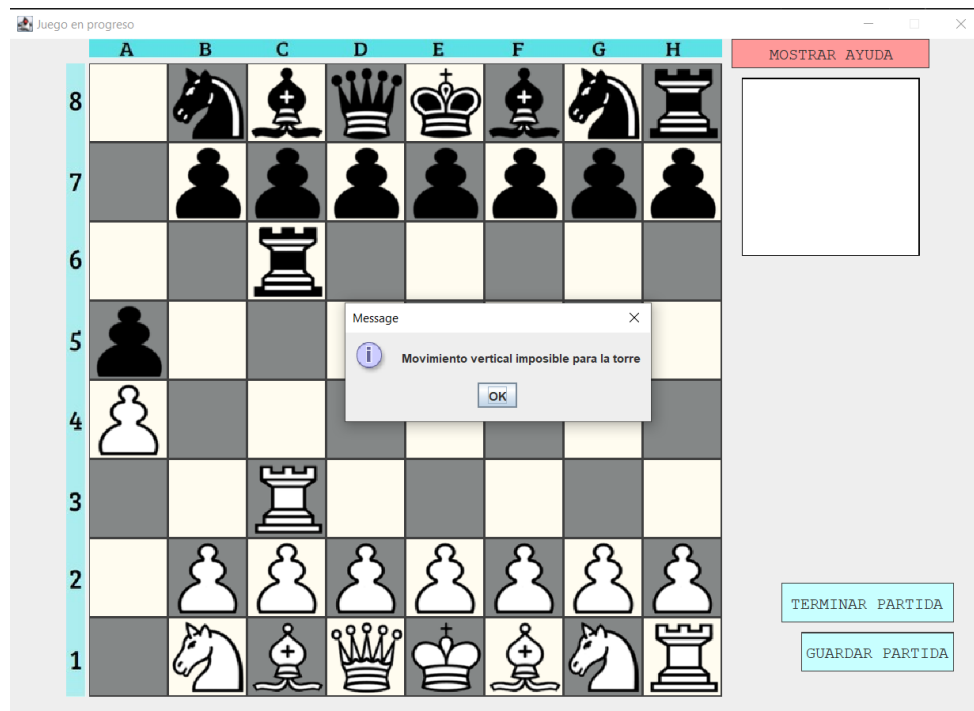 Juego en progreso
A B C D E F G H
MOSTRAR AYUDA
8
7
6
5
4
3
2
1
Message
Movimiento vertical imposible para la torre
OK
TERMINAR PARTIDA
GUARDAR PARTIDA